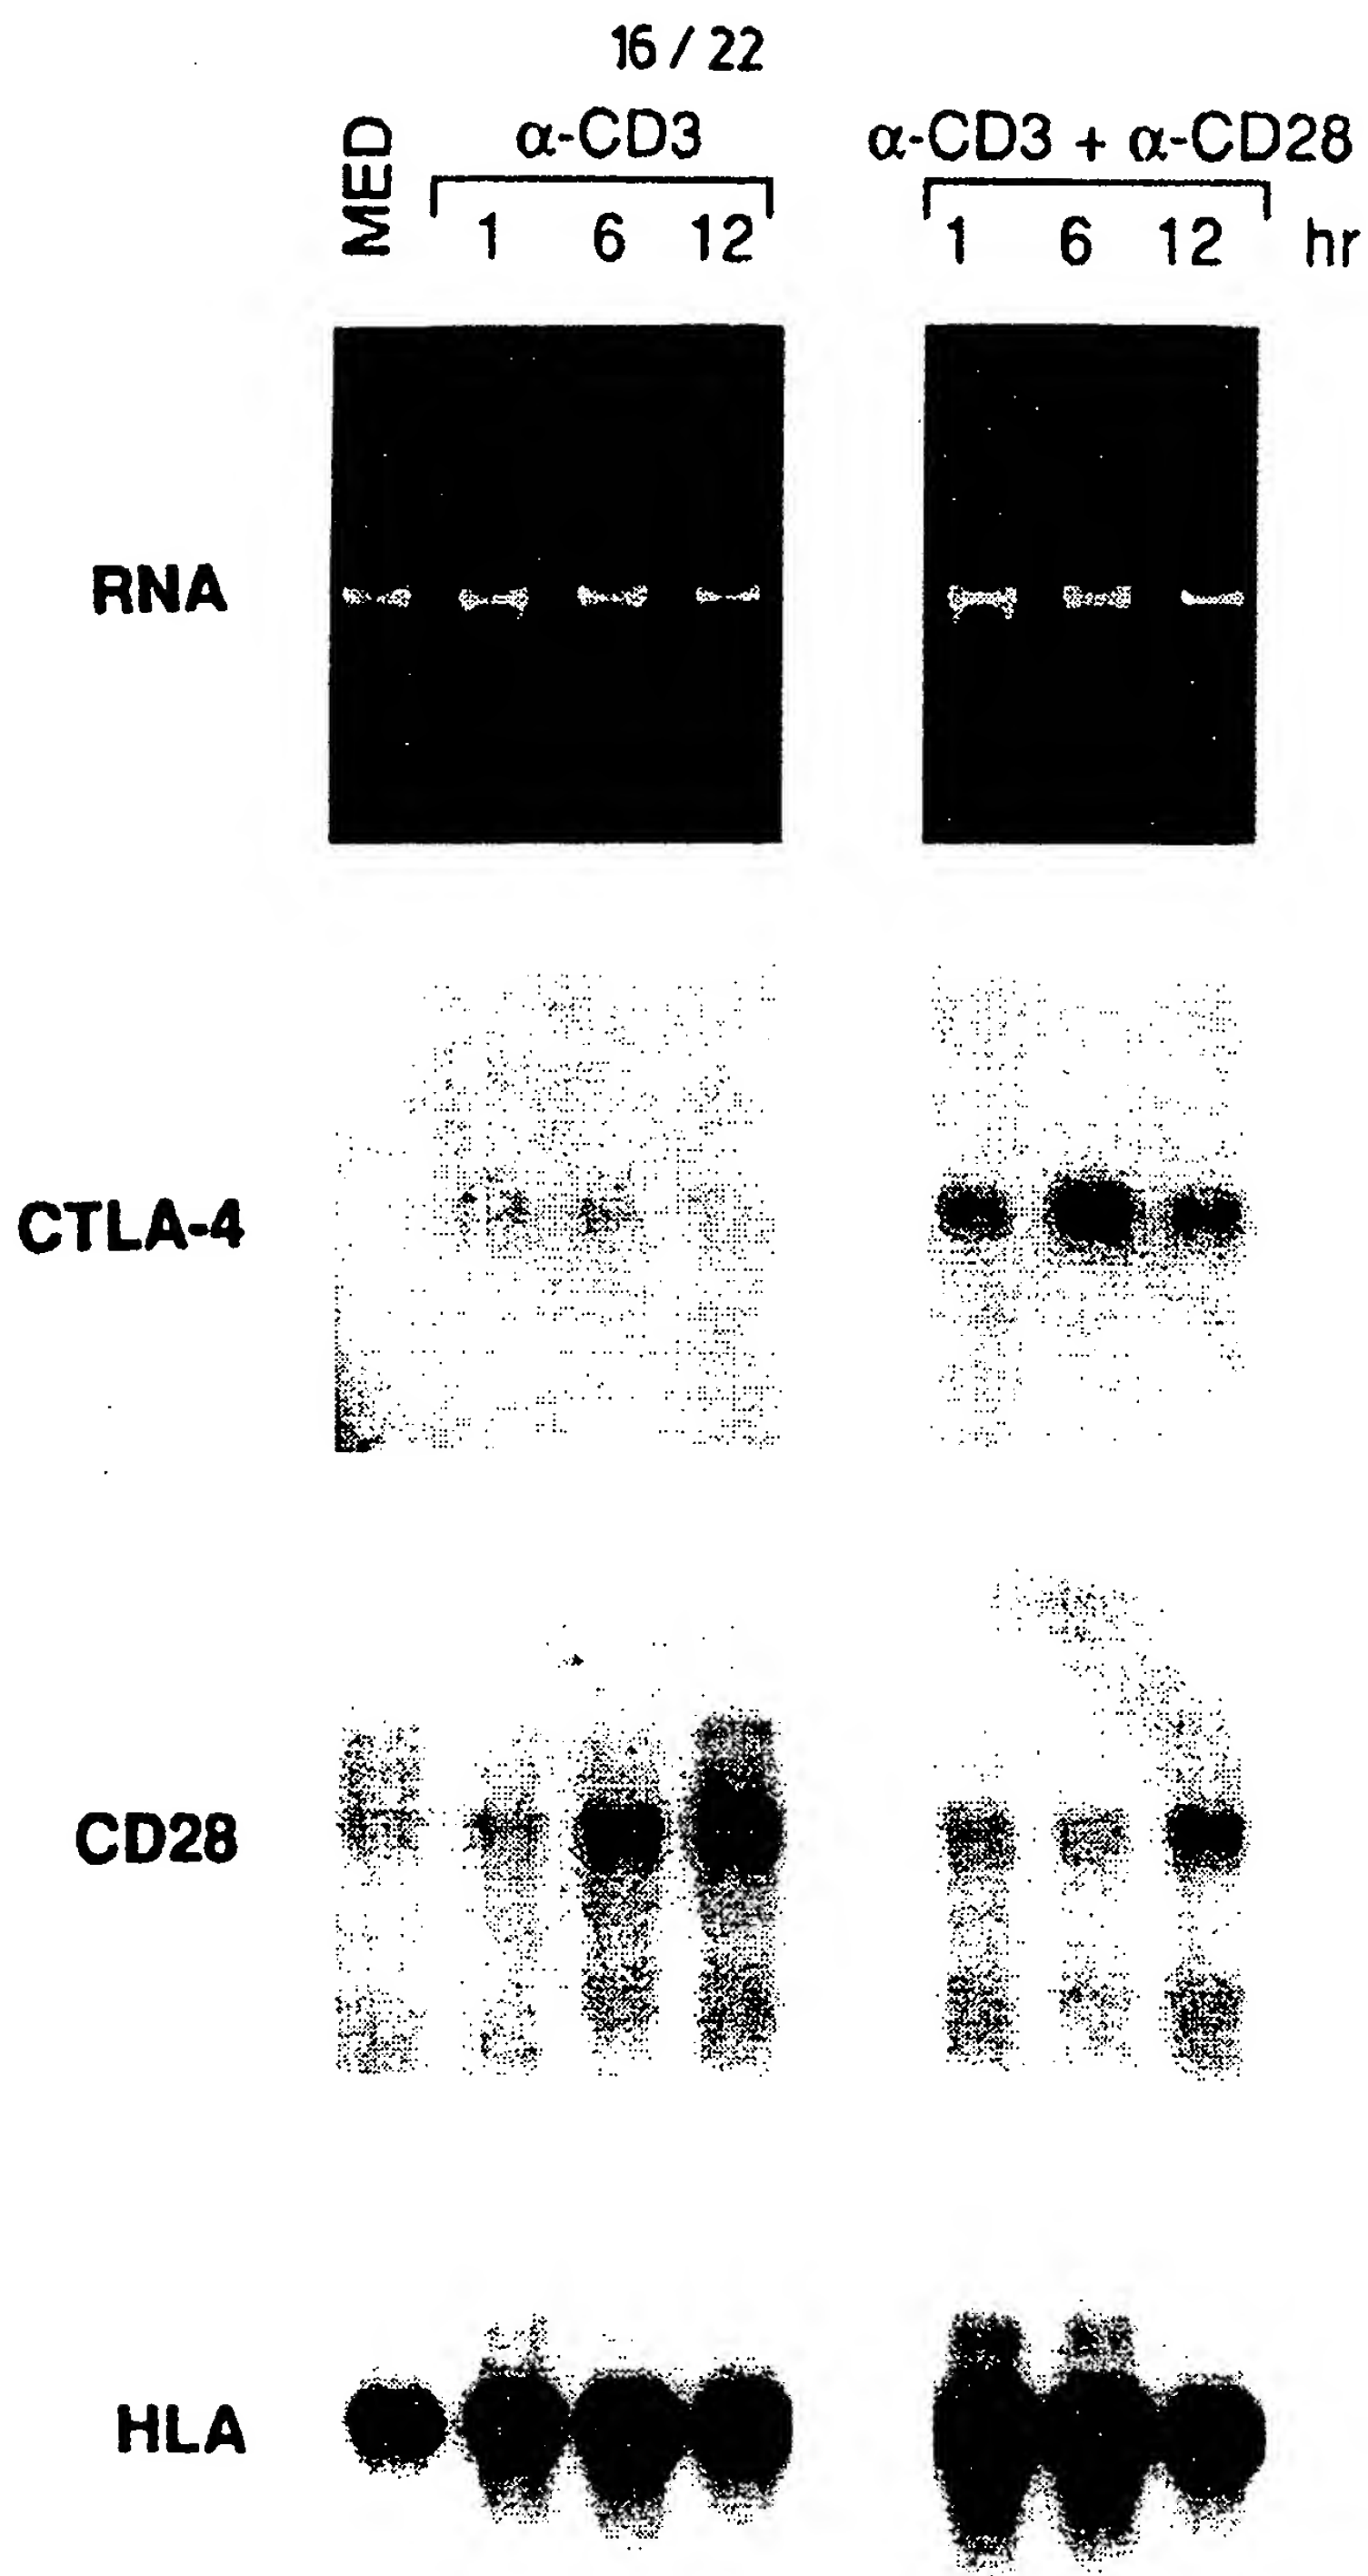 16 / 22
MED
α-CD3
α-CD3 + α-CD28
1 6 12 1 6 12 hr
RNA
CTLA-4
CD28
HLA